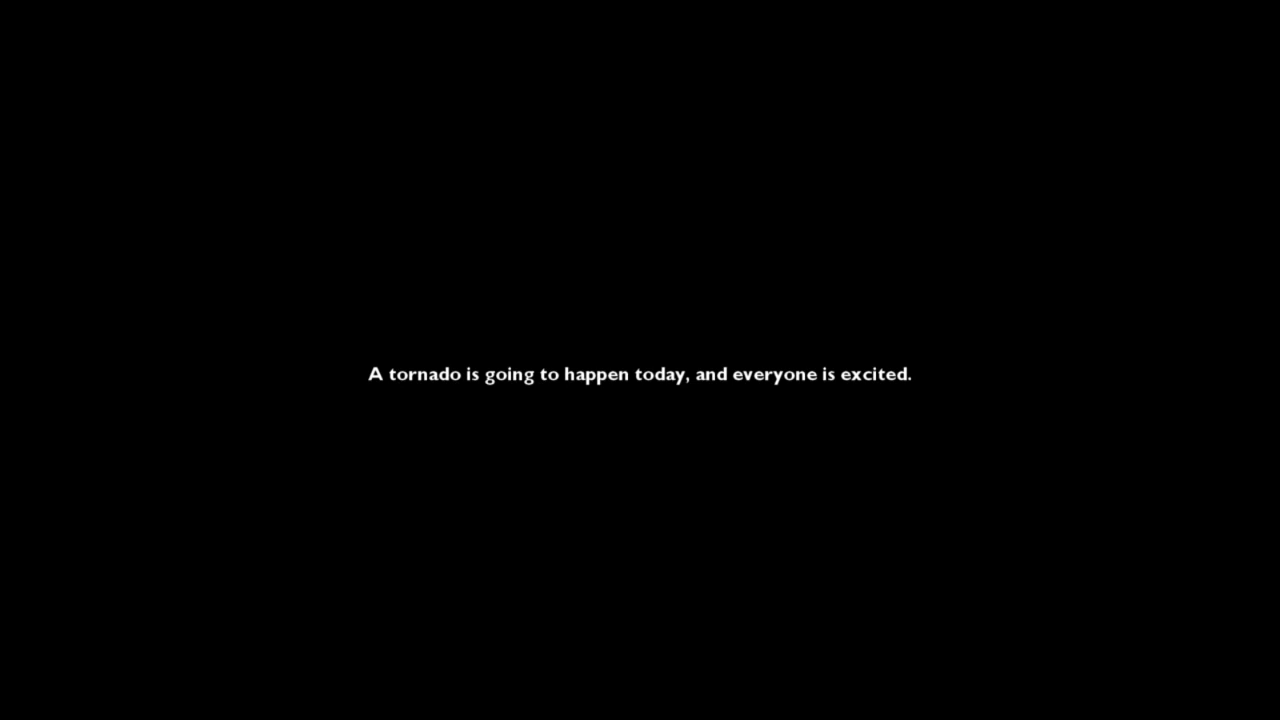 A tornado is going to happen today, and everyone is excited.